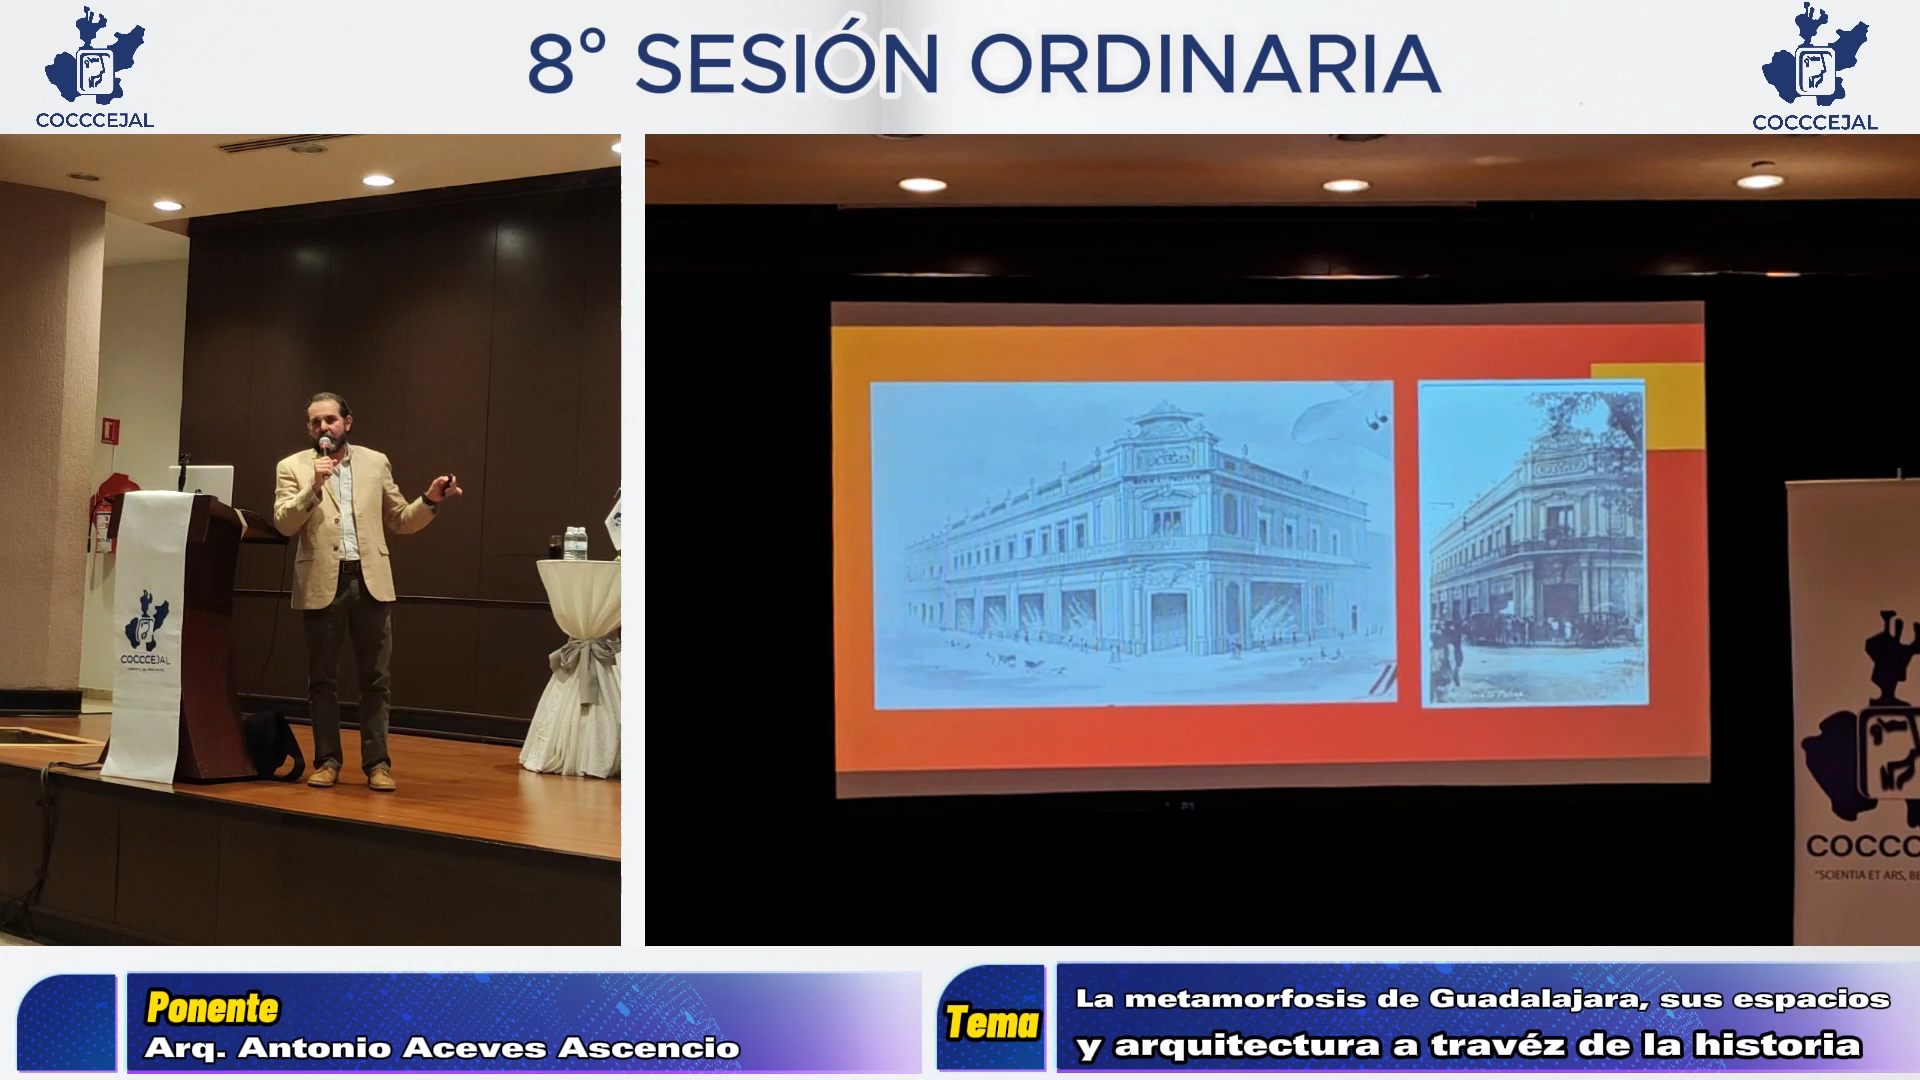 8° SESIÓN ORDINARIA
COCCCEJAL
COCCCEJAL
COCCCEJAL
COCCC
"SCIENTIA ET ARS, BE
Ponente
Arq. Antonio Aceves Ascencio
Tema
La metamorfosis de Guadalajara, sus espacios
y arquitectura a travéz de la historia